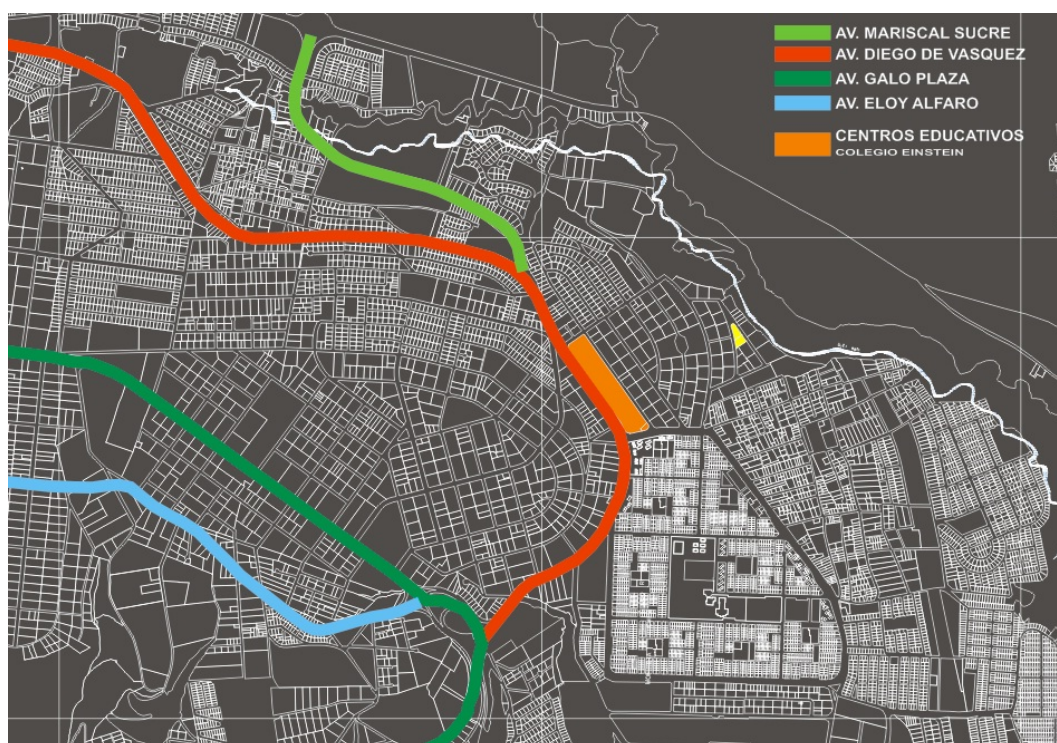 AV. MARISCAL SUCRE
AV. DIEGO DE VASQUEZ
AV. GALO PLAZA
AV. ELOY ALFARO
CENTROS EDUCATIVOS
COLEGIO EINSTEIN